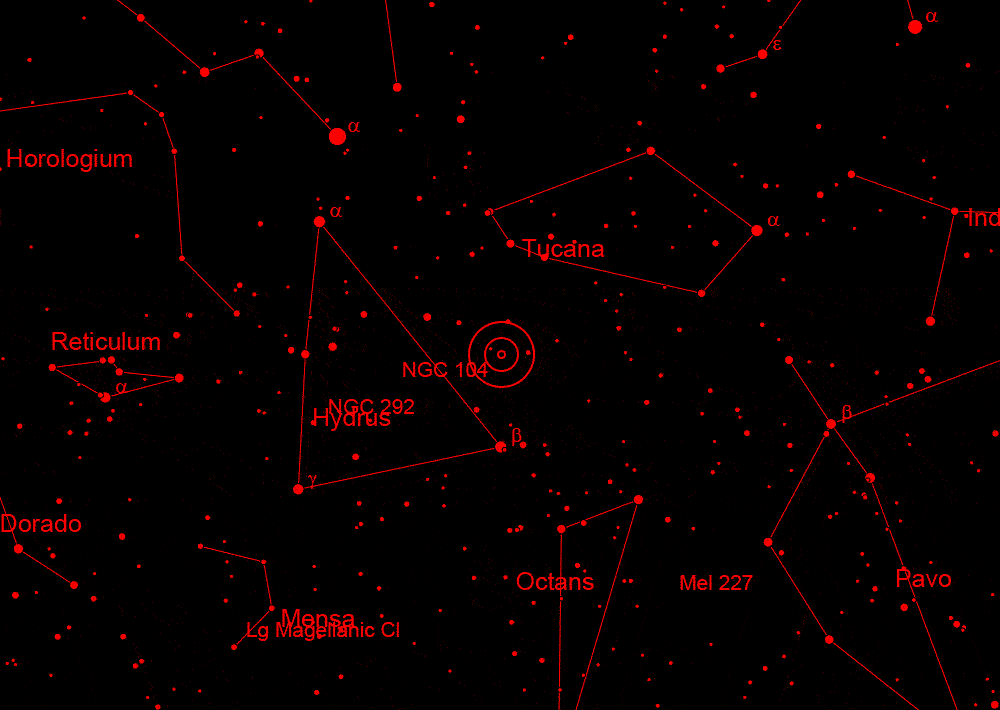 α
ε
α
Horologium
α
α
Ind
Tucana
Reticulum
NGC 104
α
β
NGC 292
Hydrus
β
γ
Dorado
Octans
Mel 227
Pavo
Mensa
Lg Magellanic Cl